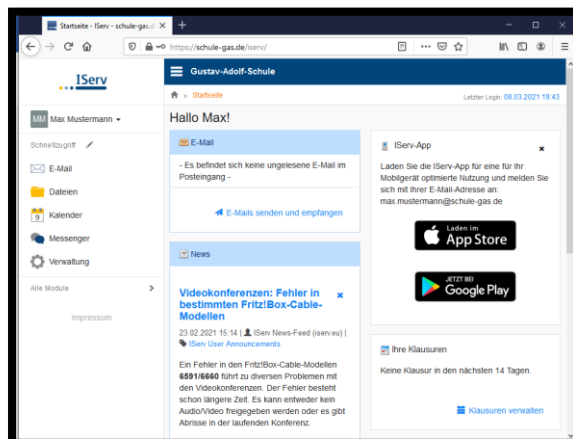 Startseite - IServ - schule-gas.d
https://schule-gas.de/iserv/
IServ
MM Max Mustermann
Schnellzugriff
E-Mail
Dateien
9 Kalender
Messenger
Verwaltung
Alle Module
Impressum
Gustav-Adolf-Schule
» Startseite
Letzter Login: 08.03.2021 19:43
Hallo Max!
E-Mail
- Es befindet sich keine ungelesene E-Mail im
Posteingang -
E-Mails senden und empfangen
News
Videokonferenzen: Fehler in
bestimmten Fritz!Box-Cable-
Modellen
23.02.2021 15:14 | IServ News-Feed (iserv.eu) |
IServ User Announcements
Ein Fehler in den Fritz!Box-Cable-Modellen
6591/6660 führt zu diversen Problemen mit
den Videokonferenzen. Der Fehler besteht
schon längere Zeit. Es kann entweder kein
Audio/Video freigegeben werden oder es gibt
Abrisse in der laufenden Konferenz.
IServ-App
Laden Sie die IServ-App für eine für Ihr
Mobilgerät optimierte Nutzung und melden Sie
sich mit Ihrer E-Mail-Adresse an:
max.mustermann@schule-gas.de
Laden im
App Store
JETZT BEI
Google Play
Ihre Klausuren
Keine Klausur in den nächsten 14 Tagen.
Klausuren verwalten